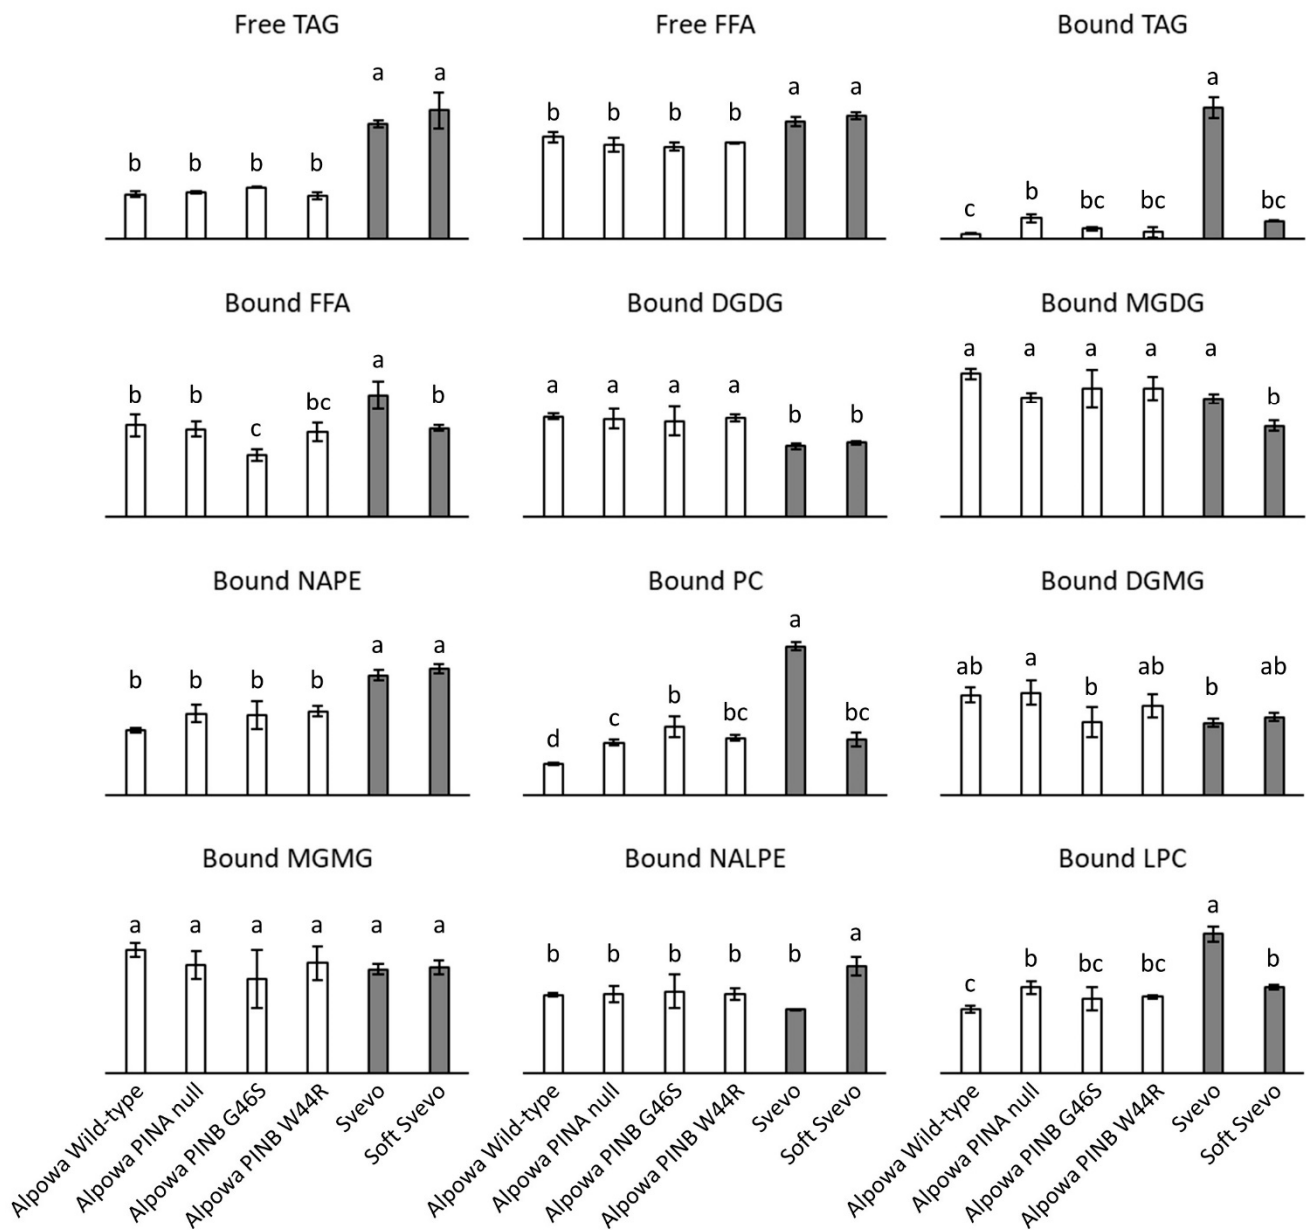 Free TAG Free FFA Bound TAG
a a
b b b b
a a
b b b b
a
c b bc bc bc
Bound FFA Bound DGDG Bound MGDG
b b c bc a b
a a a a b b
a a a a a b
Bound NAPE Bound PC Bound DGMG
b b b b a a
d c b bc a bc
ab a b ab b ab
Bound MGMG Bound NALPE Bound LPC
a a a a a a
b b b b b a
c b bc bc a b
Alpowa Wild-type
Alpowa PINA null
Alpowa PINB G46S
Alpowa PINB W44R
Svevo
Soft Svevo
Alpowa Wild-type
Alpowa PINA null
Alpowa PINB G46S
Alpowa PINB W44R
Svevo
Soft Svevo
Alpowa Wild-type
Alpowa PINA null
Alpowa PINB G46S
Alpowa PINB W44R
Svevo
Soft Svevo